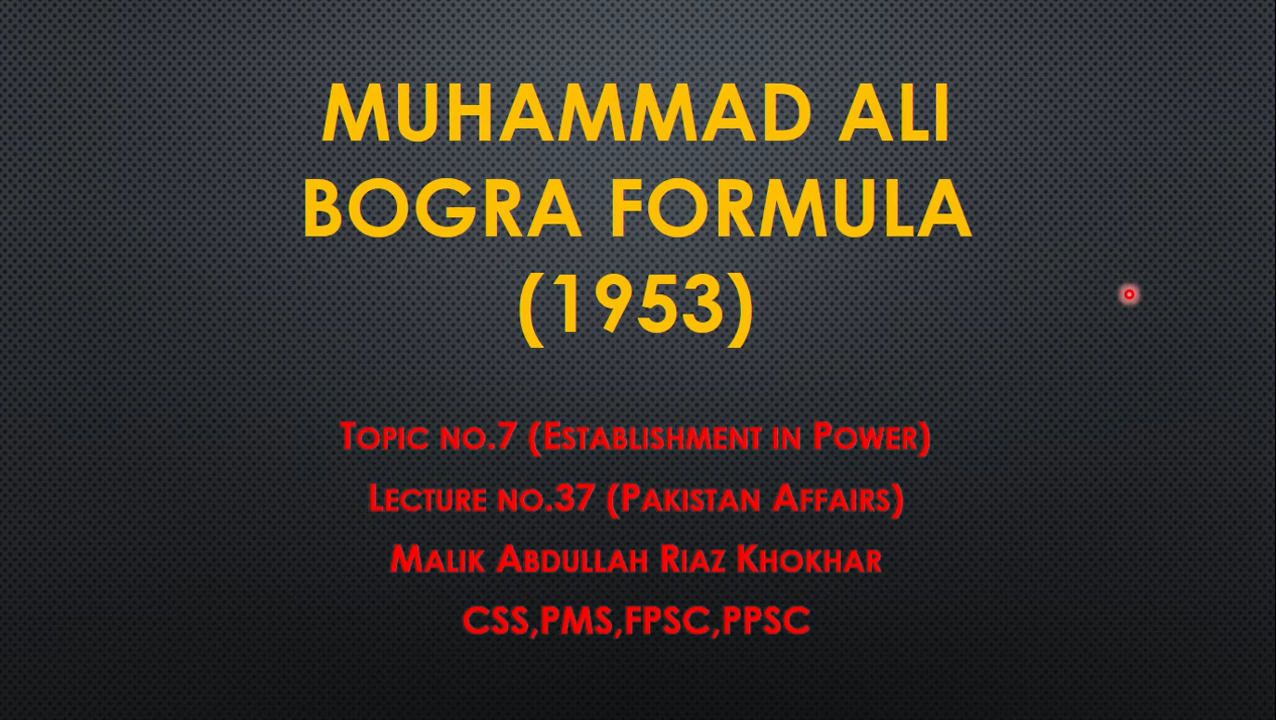 MUHAMMAD ALI
BOGRA FORMULA
(1953)
TOPIC NO.7 (ESTABLISHMENT IN POWER)
LECTURE NO.37 (PAKISTAN AFFAIRS)
MALIK ABDULLAH RIAZ KHOKHAR
CSS,PMS,FPSC,PPSC